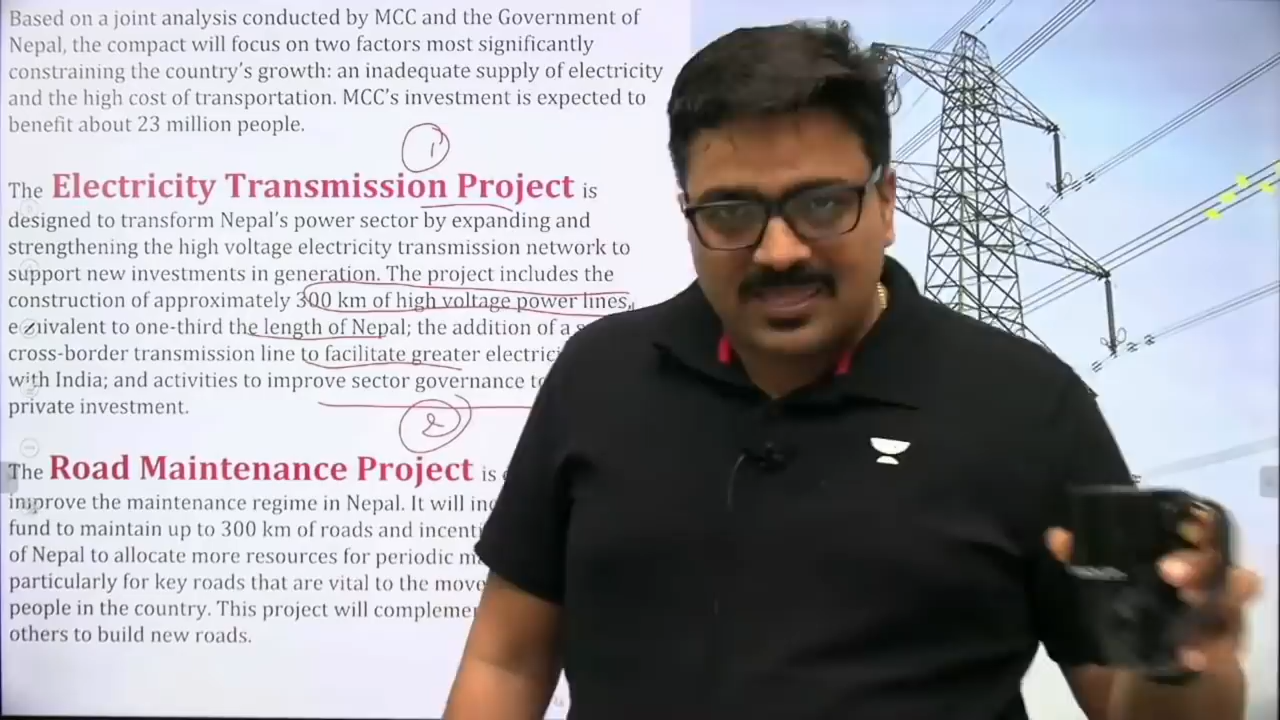 Based on a joint analysis conducted by MCC and the Government of
Nepal, the compact will focus on two factors most significantly
constraining the country's growth: an inadequate supply of electricity
and the high cost of transportation. MCC's investment is expected to
benefit about 23 million people.
1
The Electricity Transmission Project is
designed to transform Nepal's power sector by expanding and
strengthening the high voltage electricity transmission network to
support new investments in generation. The project includes the
construction of approximately 300 km of high voltage power lines,
equivalent to one-third the length of Nepal; the addition of a
cross-border transmission line to facilitate greater
with India; and activities to improve sector governance
private investment.
2
The Road Maintenance Project is
improve the maintenance regime in Nepal. It will
fund to maintain up to 300 km of roads and
of Nepal to allocate more resources for periodic
particularly for key roads that are vital to the
people in the country. This project will
others to build new roads.